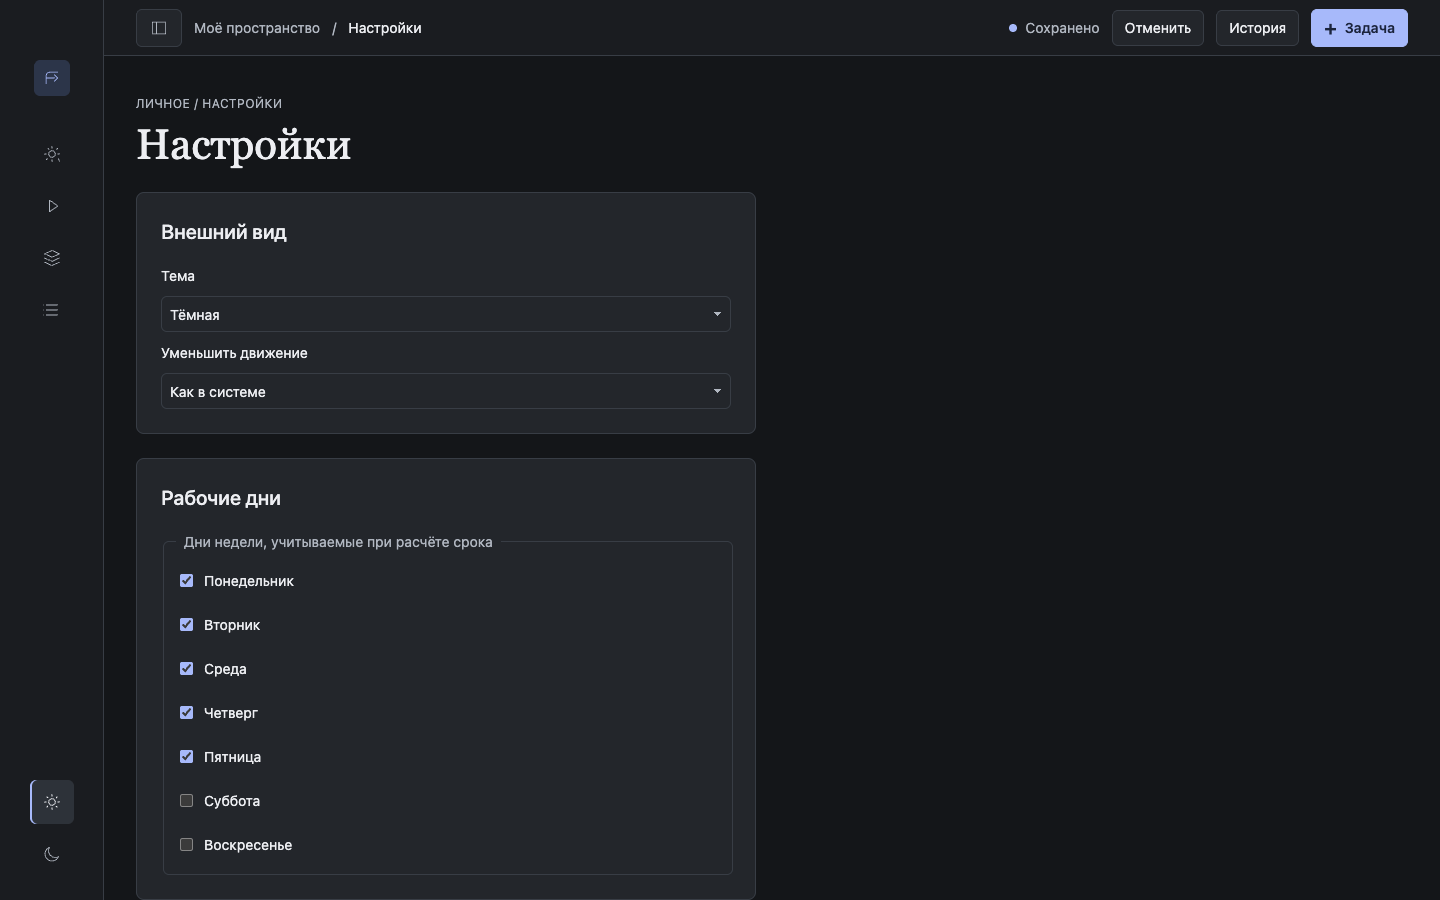 Моё пространство / Настройки
Сохранено
Отменить
История
+ Задача
ЛИЧНОЕ / НАСТРОЙКИ
Настройки
Внешний вид
Тема
Тёмная
Уменьшить движение
Как в системе
Рабочие дни
Дни недели, учитываемые при расчёте срока
Понедельник
Вторник
Среда
Четверг
Пятница
Суббота
Воскресенье